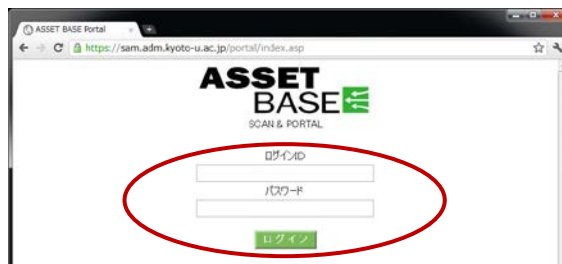 ASSET BASE Portal
https://sam.adm.kyoto-u.ac.jp/portal/index.asp
ASSET
BASE
SCAN & PORTAL
ログインID
パスワード
ログイン